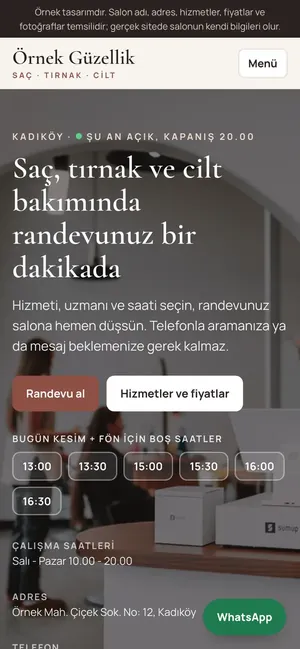 Örnek tasarımdır. Salon adı, adres, hizmetler, fiyatlar ve
fotoğraflar temsilidir; gerçek sitede salonun kendi bilgileri olur.
Örnek Güzellik
SAÇ · TIRNAK · CİLT
Menü
KADIKÖY · ŞU AN AÇIK, KAPANIŞ 20.00
Saç, tırnak ve cilt
bakımında
randevunuz bir
dakikada
Hizmeti, uzmanı ve saati seçin, randevunuz
salona hemen düşsün. Telefonla aramanıza ya
da mesaj beklemenize gerek kalmaz.
Randevu al
Hizmetler ve fiyatlar
BUGÜN KESİM + FÖN İÇİN BOŞ SAATLER
13:00
13:30
15:00
15:30
16:00
16:30
sumup
ÇALIŞMA SAATLERİ
Salı - Pazar 10.00 - 20.00
ADRES
Örnek Mah. Çiçek Sok. No: 12, Kadıköy
WhatsApp
TELEFON